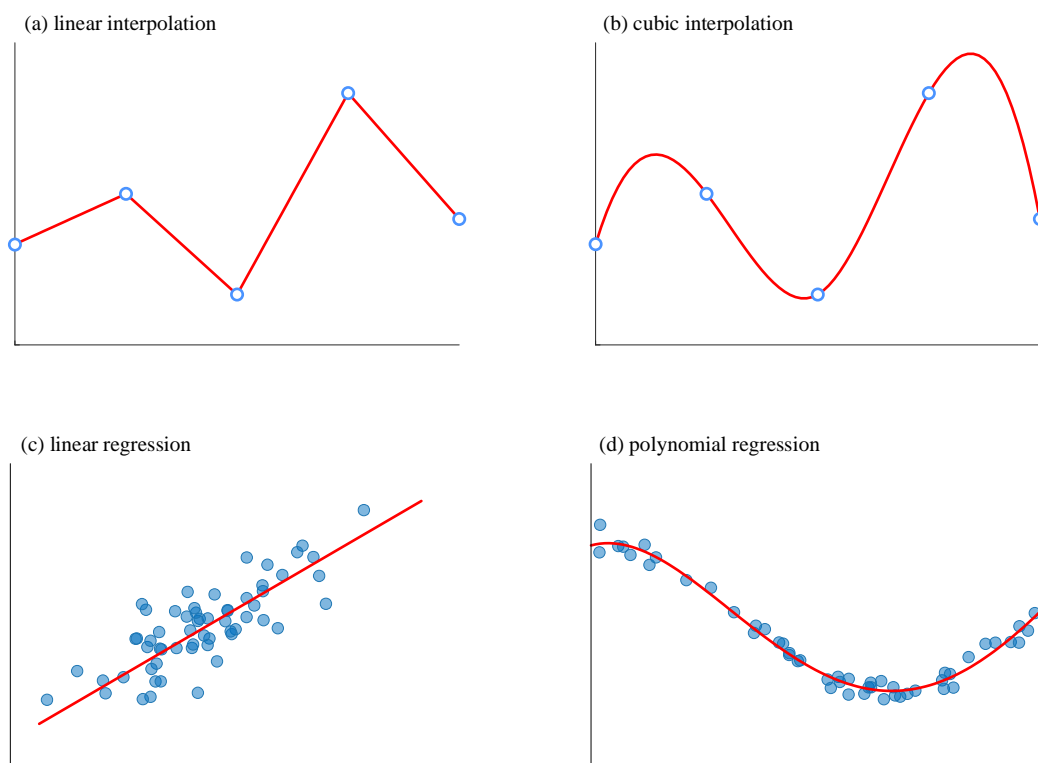 (a) linear interpolation
(b) cubic interpolation
(c) linear regression
(d) polynomial regression